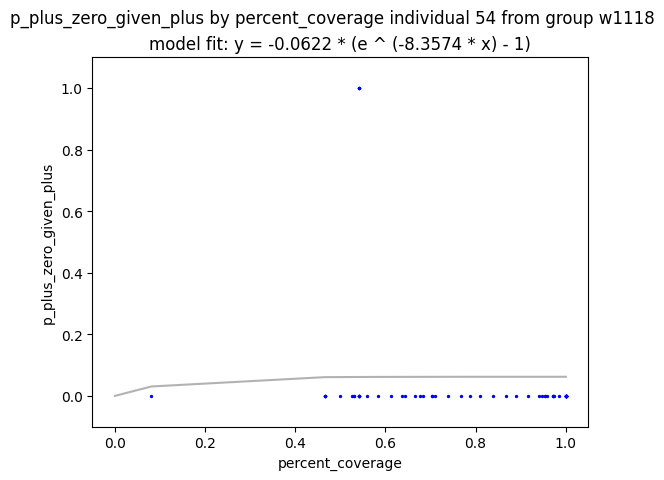 p_plus_zero_given_plus by percent_coverage individual 54 from group w1118
model fit: y = -0.0622 * (e ^ (-8.3574 * x) - 1)
1.0
0.8
0.6
0.4
0.2
0.0
p_plus_zero_given_plus
0.0 0.2 0.4 0.6 0.8 1.0
percent_coverage